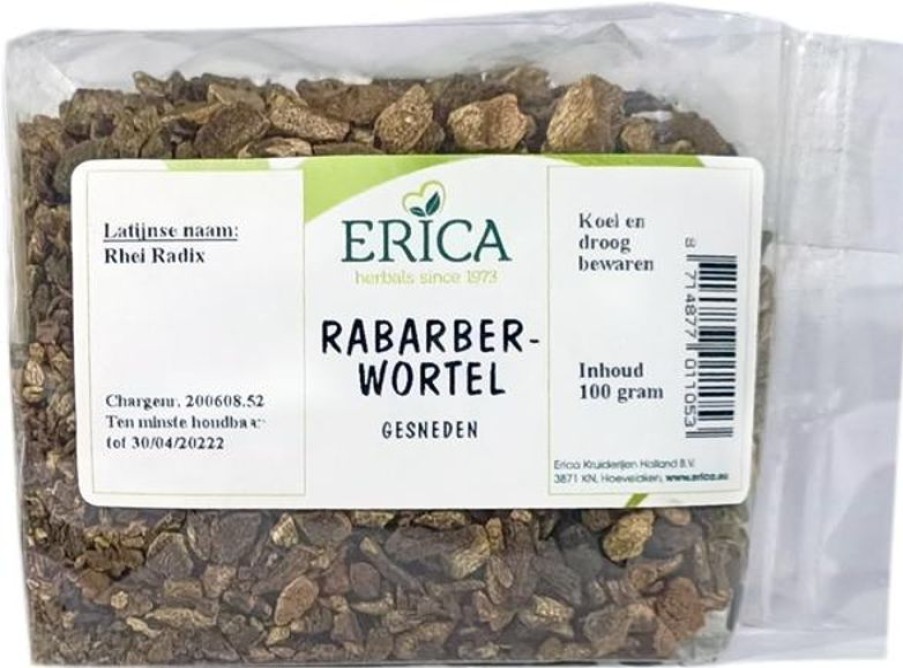 Latijnse naam:
Rhei Radix
Chargenr. 200608.52
Ten minste houdbaar
tot 30/04/20222
ERICA
herbals since 1973
RABARBER-
WORTEL
GESNEDEN
Koel en
droog
bewaren
Inhoud
100 gram
8 714877 011053
Erica Kruiderijen Holland B.V.
3871 KN, Hoevelaken, www.erica.eu